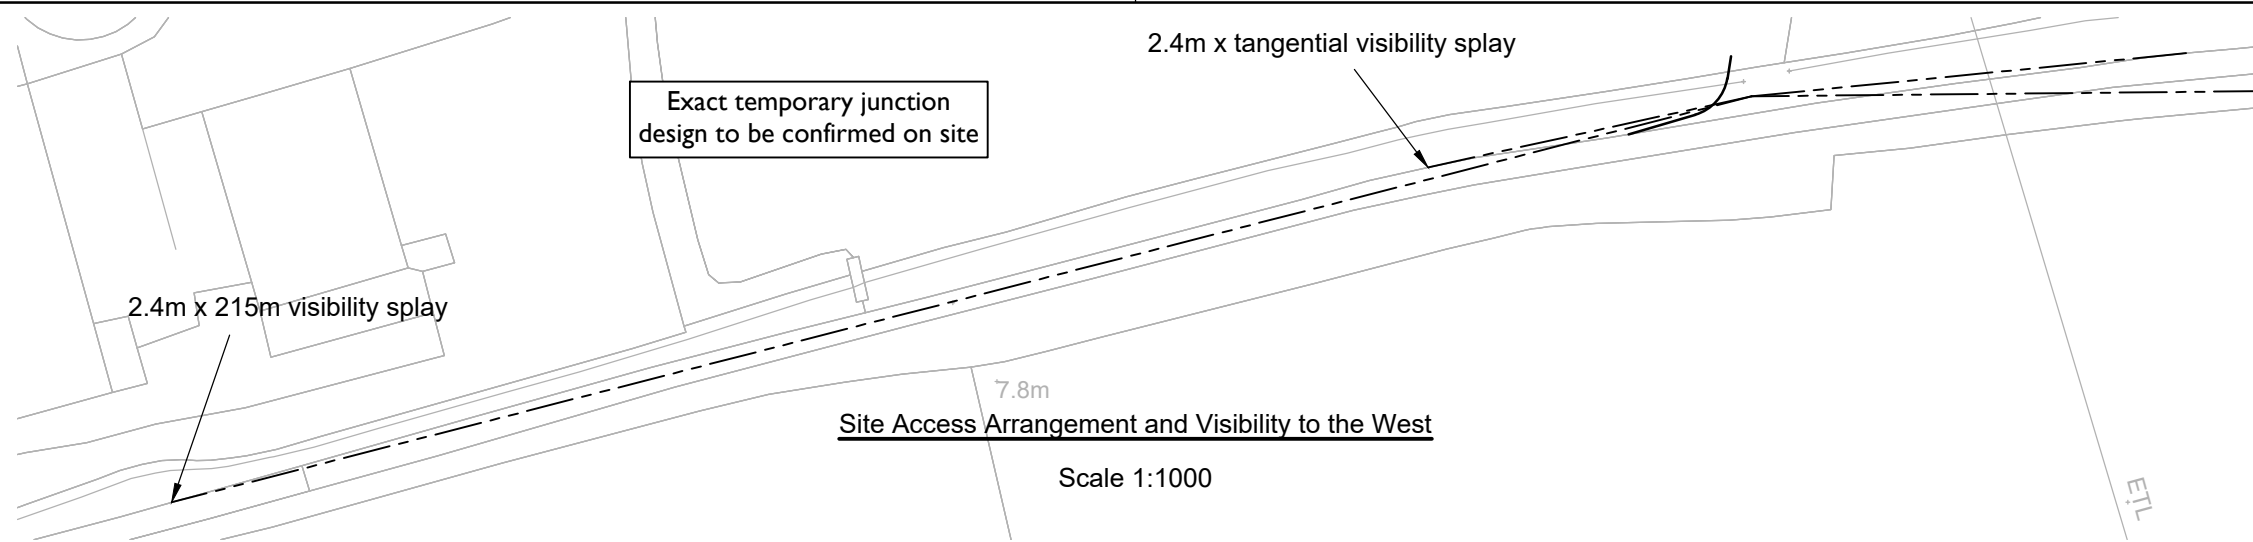 2.4m x tangential visibility splay
Exact temporary junction
design to be confirmed on site
2.4m x 215m visibility splay
7.8m
Site Access Arrangement and Visibility to the West
Scale 1:1000
ETL